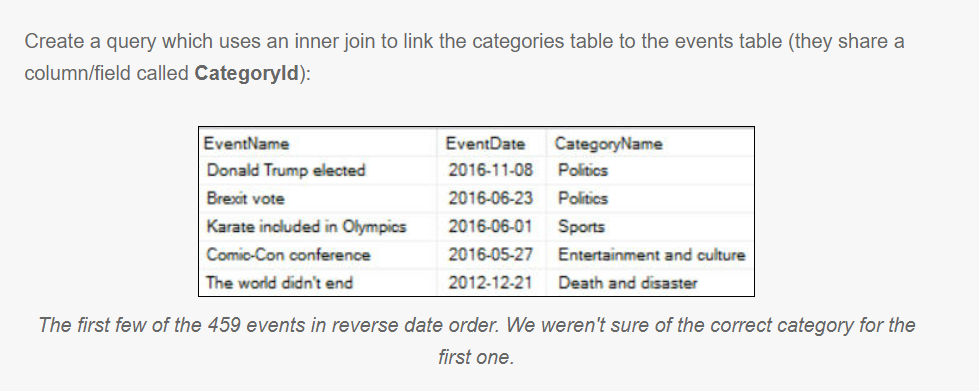 Create a query which uses an inner join to link the categories table to the events table (they share a
column/field called CategoryId):
EventName EventDate CategoryName
Donald Trump elected 2016-11-08 Politics
Brexit vote 2016-06-23 Politics
Karate included in Olympics 2016-06-01 Sports
Comic-Con conference 2016-05-27 Entertainment and culture
The world didn't end 2012-12-21 Death and disaster
The first few of the 459 events in reverse date order. We weren't sure of the correct category for the
first one.